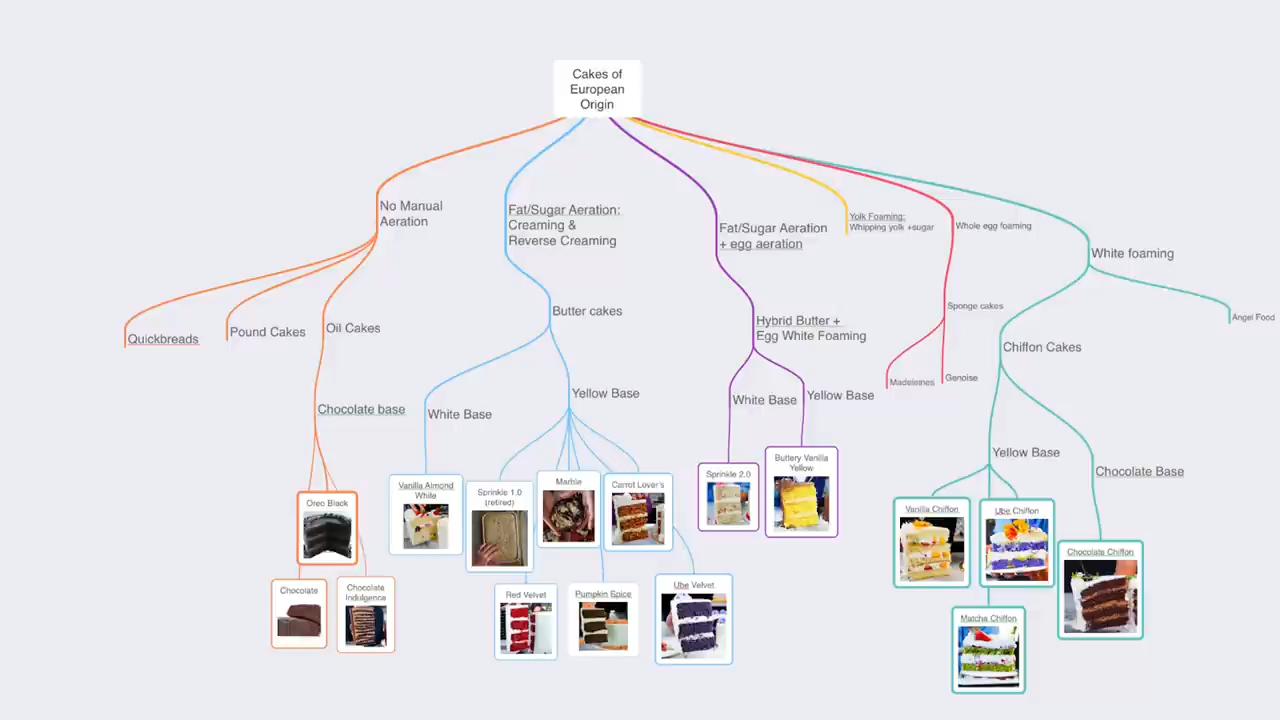 Cakes of
European
Origin
No Manual
Aeration
Fat/Sugar Aeration:
Creaming &
Reverse Creaming
Fat/Sugar Aeration
+ egg aeration
Yolk Foaming:
Whipping yolk +sugar
Whole egg foaming
White foaming
Quickbreads
Pound Cakes
Oil Cakes
Butter cakes
Hybrid Butter +
Egg White Foaming
Sponge cakes
Chiffon Cakes
Angel Food
Madeleines
Genoise
Chocolate base
White Base
Yellow Base
White Base
Yellow Base
Yellow Base
Chocolate Base
Oreo Black
Vanilla Almond
White
Sprinkle 1.0
(retired)
Marble
Carrot Lover's
Sprinkle 2.0
Buttery Vanilla
Yellow
Vanilla Chiffon
Ube Chiffon
Chocolate Chiffon
Chocolate
Chocolate
Indulgence
Red Velvet
Pumpkin Spice
Ube Velvet
Matcha Chiffon